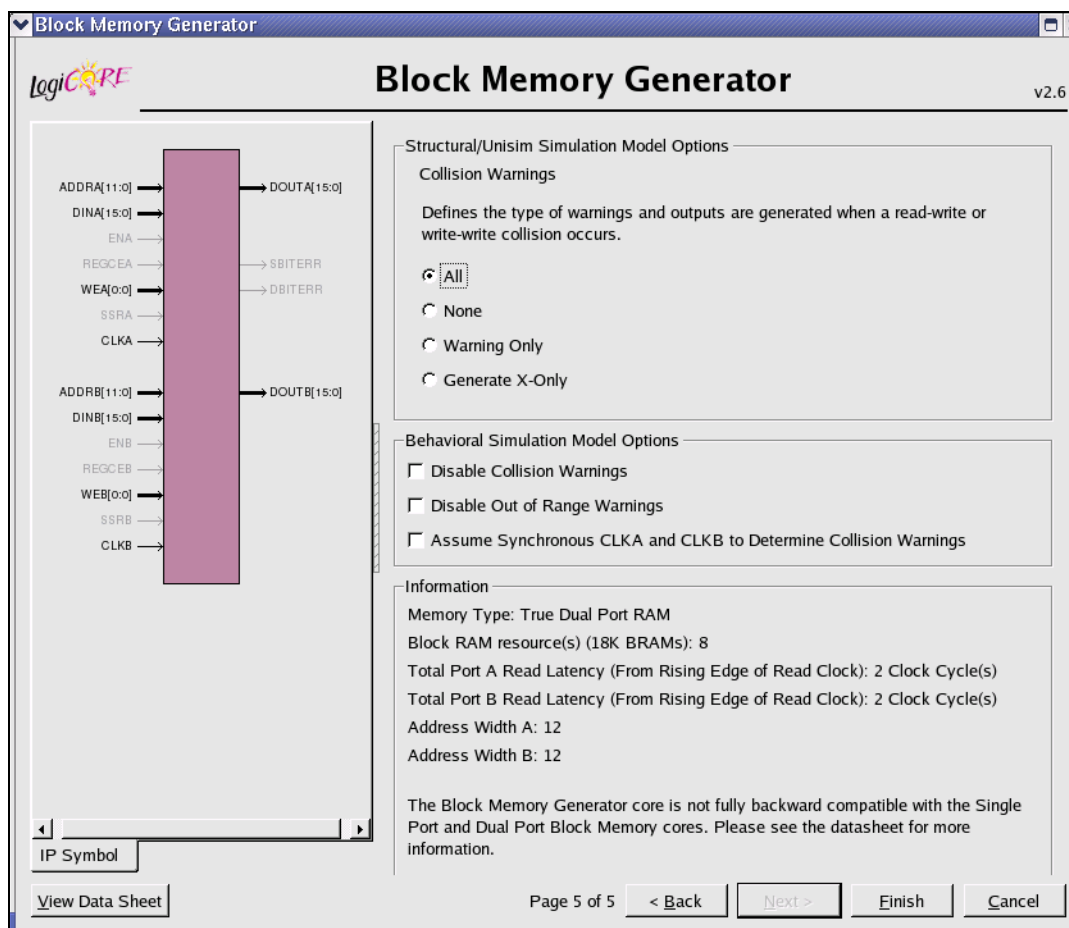 Block Memory Generator
LogiCORE
Block Memory Generator
v2.6
ADDRA[11:0]
DOUTA[15:0]
DINA[15:0]
ENA
REGCEA
SBITERR
WEA[0:0]
DBITERR
SSRA
CLKA
ADDRB[11:0]
DOUTB[15:0]
DINB[15:0]
ENB
REGCEB
WEB[0:0]
SSRB
CLKB
IP Symbol
Structural/Unisim Simulation Model Options
Collision Warnings
Defines the type of warnings and outputs are generated when a read-write or
write-write collision occurs.
All
None
Warning Only
Generate X-Only
Behavioral Simulation Model Options
Disable Collision Warnings
Disable Out of Range Warnings
Assume Synchronous CLKA and CLKB to Determine Collision Warnings
Information
Memory Type: True Dual Port RAM
Block RAM resource(s) (18K BRAMs): 8
Total Port A Read Latency (From Rising Edge of Read Clock): 2 Clock Cycle(s)
Total Port B Read Latency (From Rising Edge of Read Clock): 2 Clock Cycle(s)
Address Width A: 12
Address Width B: 12
The Block Memory Generator core is not fully backward compatible with the Single
Port and Dual Port Block Memory cores. Please see the datasheet for more
information.
View Data Sheet
Page 5 of 5
< Back
Next >
Finish
Cancel